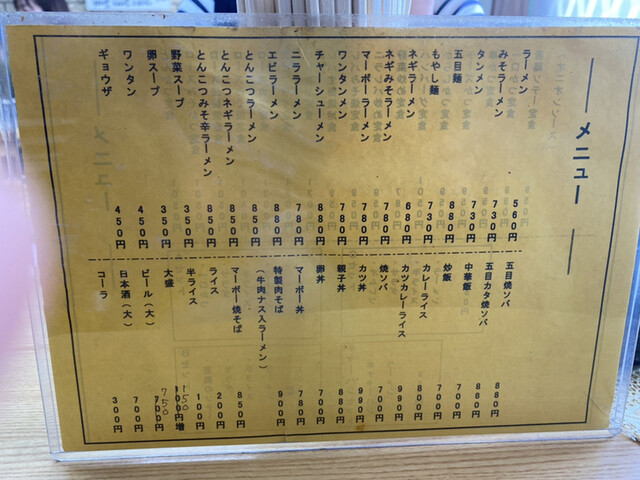 メニュー
ラーメン 560円
みそラーメン 730円
タンメン 730円
五目麺 880円
もやし麺 730円
ネギラーメン 680円
ネギみそラーメン 780円
マーボーラーメン 780円
ワンタンメン 780円
チャーシューメン 880円
ニララーメン 780円
エビラーメン 880円
とんこつラーメン 850円
とんこつネギラーメン 850円
とんこつみそ辛ラーメン 850円
野菜スープ 350円
卵スープ 350円
ワンタン 450円
ギョウザ 450円
五目焼ソバ 880円
五目カタ焼ソバ 880円
中華飯 700円
炒飯 700円
カレーライス 800円
カツカレーライス 990円
焼ソバ 700円
カツ丼 990円
親子丼 880円
卵丼 700円
マーボー丼 780円
特製肉そば 900円
（牛肉ナス入ラーメン）
マーボー焼そば 850円
ライス 200円
半ライス 100円
大盛 100円増 150
ビール（大） 700円 750
日本酒（大） 700円
コーラ 300円